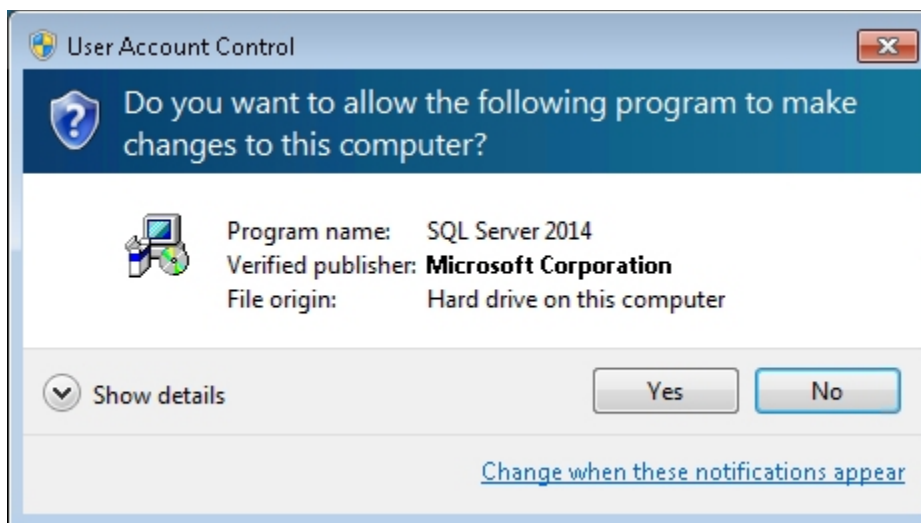 User Account Control
Do you want to allow the following program to make
changes to this computer?
Program name: SQL Server 2014
Verified publisher: Microsoft Corporation
File origin: Hard drive on this computer
Show details
Yes
No
Change when these notifications appear